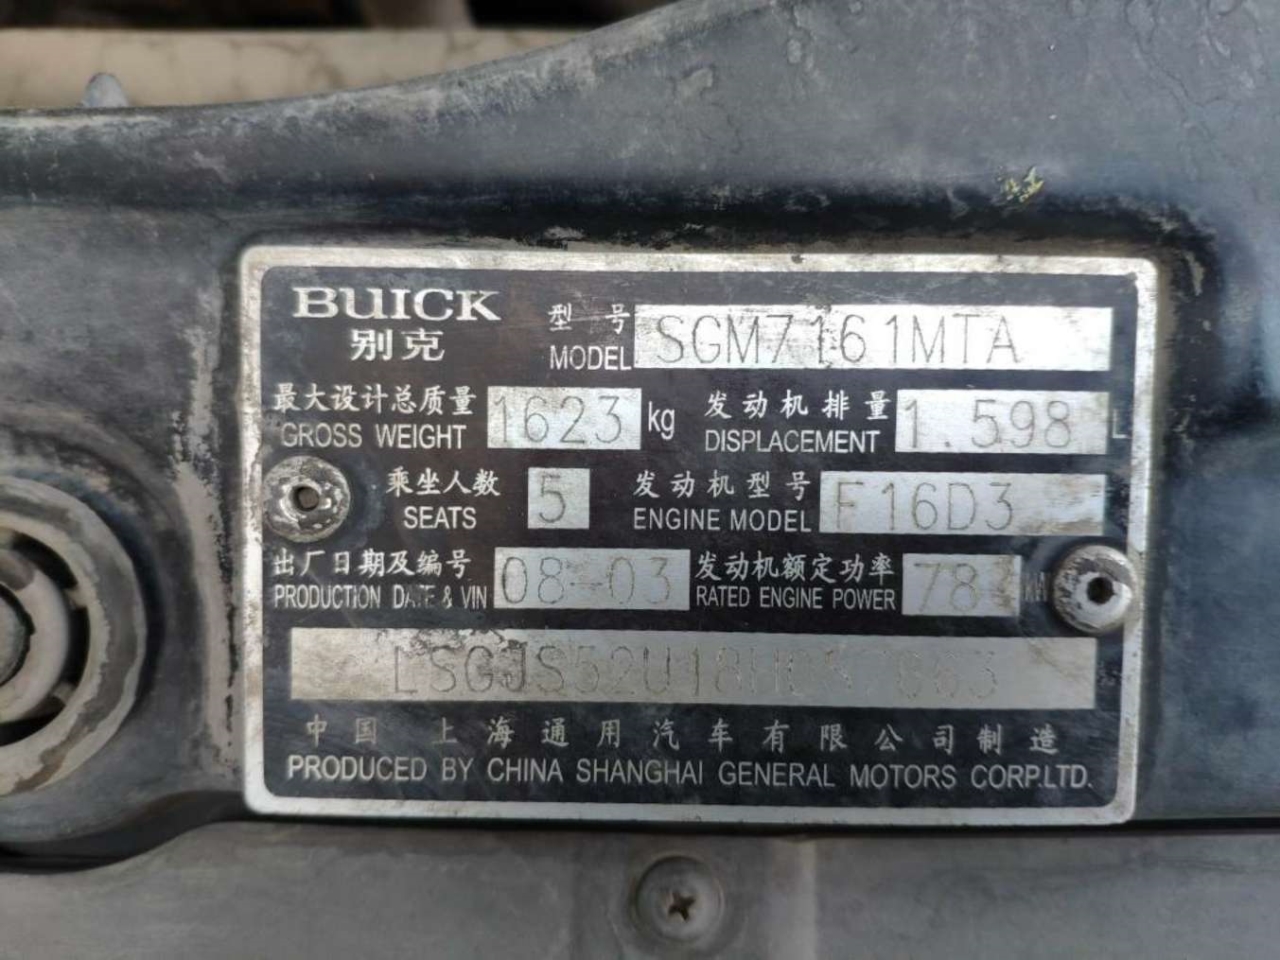 BUICK
别克
型号 SGM7161MTA
MODEL
最大设计总质量 1623 kg
GROSS WEIGHT
发动机排量 1.598 L
DISPLACEMENT
乘坐人数 5
SEATS
发动机型号 F16D3
ENGINE MODEL
出厂日期及编号 08-03
PRODUCTION DATE & VIN
发动机额定功率
RATED ENGINE POWER
中国 上海通用汽车有限公司制造
PRODUCED BY CHINA SHANGHAI GENERAL MOTORS CORP.LTD.